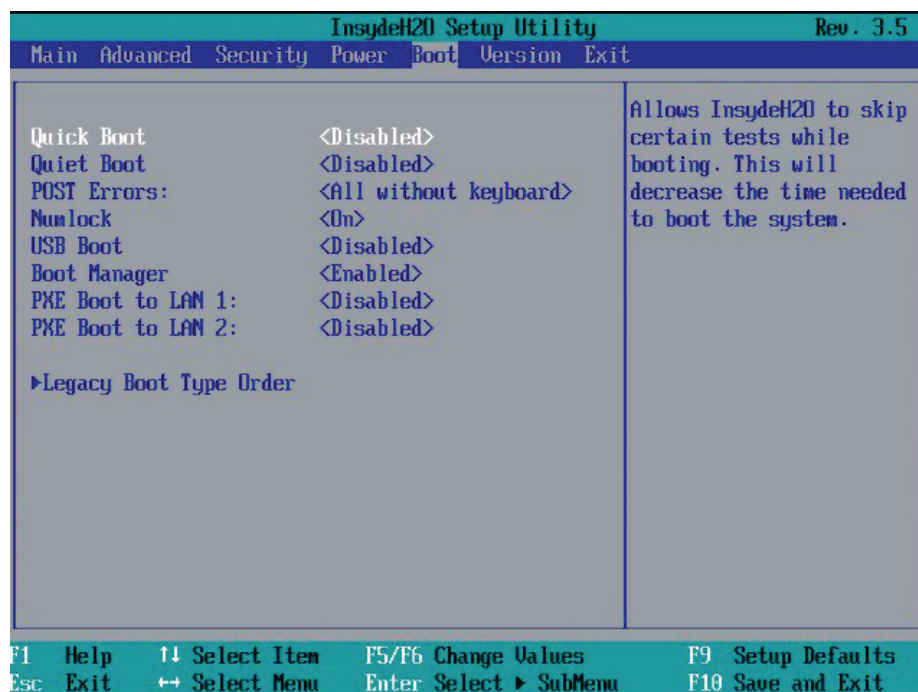 InsydeH2O Setup Utility Rev. 3.5
Main Advanced Security Power Boot Version Exit
Quick Boot <Disabled>
Quiet Boot <Disabled>
POST Errors: <All without keyboard>
Numlock <On>
USB Boot <Disabled>
Boot Manager <Enabled>
PXE Boot to LAN 1: <Disabled>
PXE Boot to LAN 2: <Disabled>
▶Legacy Boot Type Order
Allows InsydeH2O to skip
certain tests while
booting. This will
decrease the time needed
to boot the system.
F1 Help ↑↓ Select Item F5/F6 Change Values F9 Setup Defaults
Esc Exit ↔ Select Menu Enter Select ▶ SubMenu F10 Save and Exit